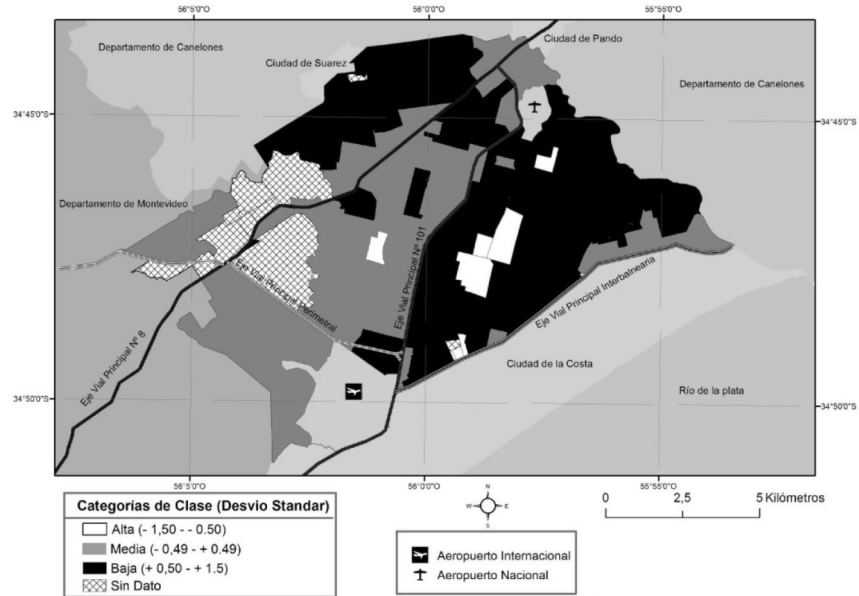 56°5'0"O
56°0'0"O
55°55'0"O
Departamento de Canelones
Ciudad de Suarez
Ciudad de Pando
Departamento de Canelones
34°45'0"S
34°45'0"S
Departamento de Montevideo
Eje Vial Principal Nº 101
Eje Vial Principal Perimetral
Eje Vial Principal Interbalnearia
Eje Vial Principal Nº 8
Ciudad de la Costa
Río de la plata
34°50'0"S
34°50'0"S
56°5'0"O
56°0'0"O
55°55'0"O
Categorías de Clase (Desvio Standar)
Alta (- 1,50 - - 0.50)
Media (- 0,49 - + 0.49)
Baja (+ 0,50 - + 1.5)
Sin Dato
N
W E
S
0 2,5 5 Kilómetros
Aeropuerto Internacional
Aeropuerto Nacional